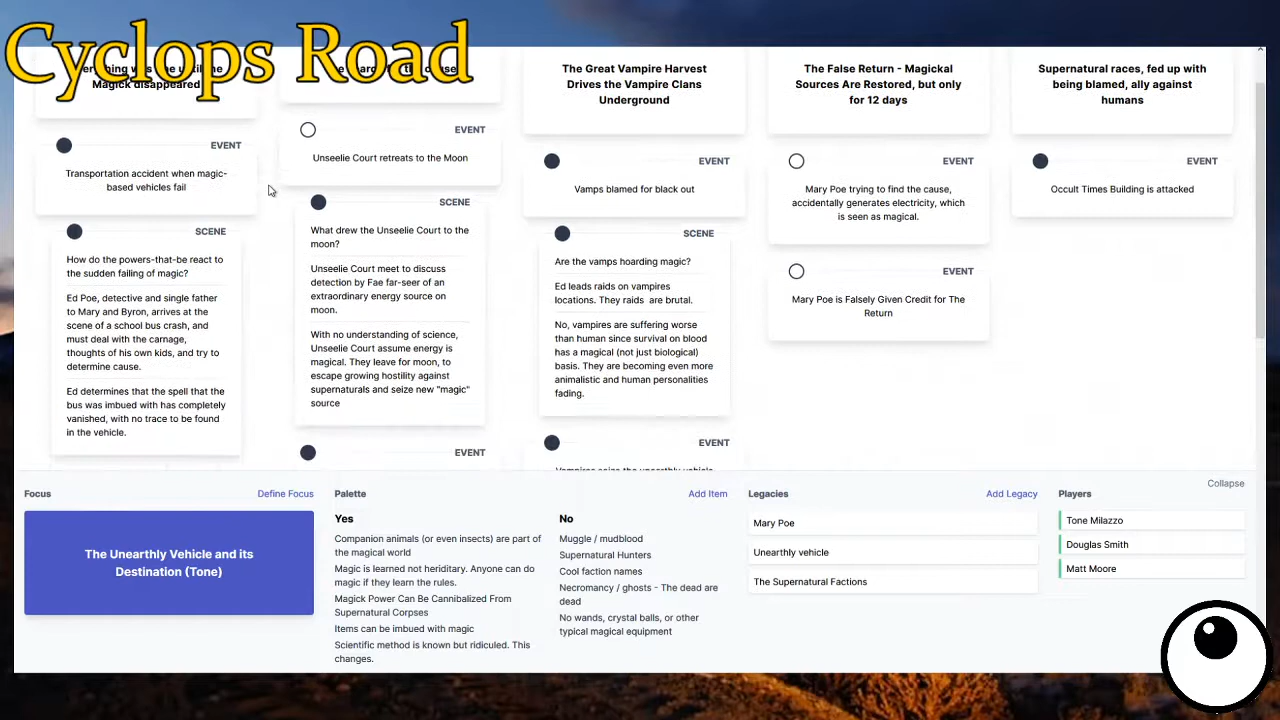 Cyclops Road
Magick disappeared
The Great Vampire Harvest
Drives the Vampire Clans
Underground
The False Return - Magickal
Sources Are Restored, but only
for 12 days
Supernatural races, fed up with
being blamed, ally against
humans
EVENT
Transportation accident when magic-
based vehicles fail
SCENE
How do the powers-that-be react to
the sudden failing of magic?
Ed Poe, detective and single father
to Mary and Byron, arrives at the
scene of a school bus crash, and
must deal with the carnage,
thoughts of his own kids, and try to
determine cause.
Ed determines that the spell that the
bus was imbued with has completely
vanished, with no trace to be found
in the vehicle.
EVENT
Unseelie Court retreats to the Moon
SCENE
What drew the Unseelie Court to the
moon?
Unseelie Court meet to discuss
detection by Fae far-seer of an
extraordinary energy source on
moon.
With no understanding of science,
Unseelie Court assume energy is
magical. They leave for moon, to
escape growing hostility against
supernaturals and seize new "magic"
source
EVENT
EVENT
Vamps blamed for black out
SCENE
Are the vamps hoarding magic?
Ed leads raids on vampires
locations. They raids are brutal.
No, vampires are suffering worse
than human since survival on blood
has a magical (not just biological)
basis. They are becoming even more
animalistic and human personalities
fading.
EVENT
Vampires seize the unearthly vehicle
EVENT
Mary Poe trying to find the cause,
accidentally generates electricity, which
is seen as magical.
EVENT
Mary Poe is Falsely Given Credit for The
Return
EVENT
Occult Times Building is attacked
Collapse
Focus
Define Focus
The Unearthly Vehicle and its
Destination (Tone)
Palette
Add Item
Yes
Companion animals (or even insects) are part of
the magical world
Magic is learned not heriditary. Anyone can do
magic if they learn the rules.
Magick Power Can Be Cannibalized From
Supernatural Corpses
Items can be imbued with magic
Scientific method is known but ridiculed. This
changes.
No
Muggle / mudblood
Supernatural Hunters
Cool faction names
Necromancy / ghosts - The dead are
dead
No wands, crystal balls, or other
typical magical equipment
Legacies
Add Legacy
Mary Poe
Unearthly vehicle
The Supernatural Factions
Players
Tone Milazzo
Douglas Smith
Matt Moore